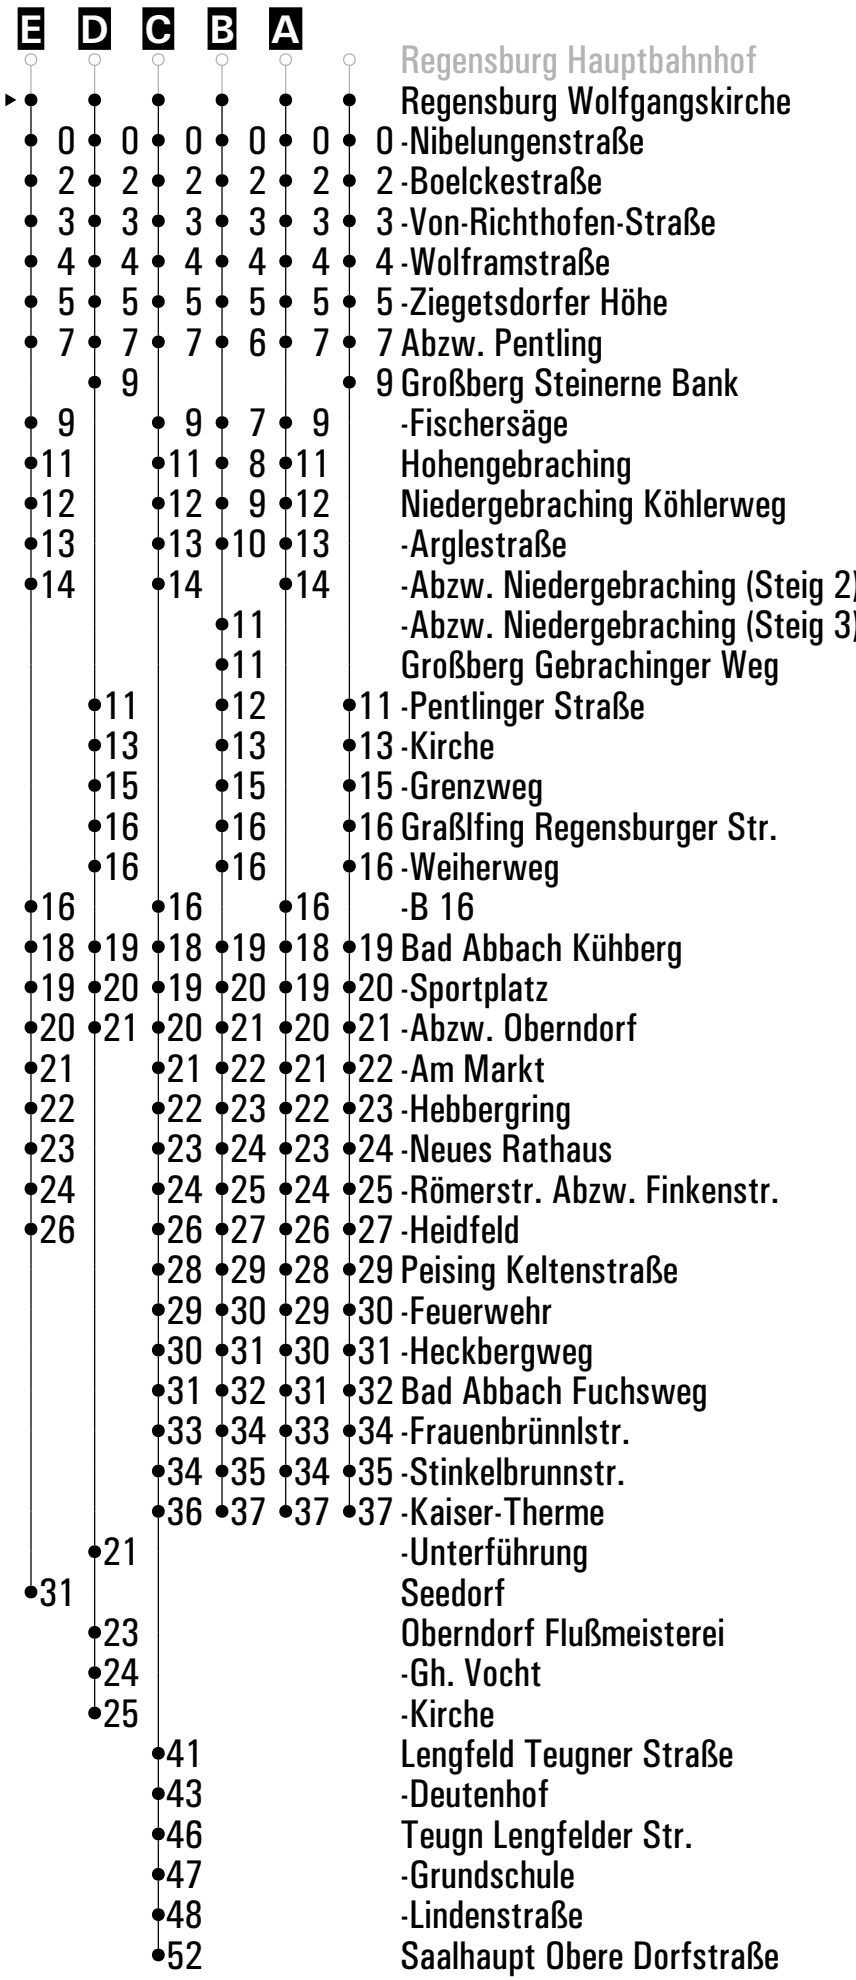 E D C B A
Regensburg Hauptbahnhof
Regensburg Wolfgangskirche
0 0 0 0 0 0 -Nibelungenstraße
2 2 2 2 2 2 -Boelckestraße
3 3 3 3 3 3 -Von-Richthofen-Straße
4 4 4 4 4 4 -Wolframstraße
5 5 5 5 5 5 -Ziegetsdorfer Höhe
7 7 7 6 7 7 Abzw. Pentling
9 9 Großberg Steinerne Bank
9 9 7 9 -Fischersäge
11 11 8 11 Hohengebraching
12 12 9 12 Niedergebraching Köhlerweg
13 13 10 13 -Arglestraße
14 14 14 -Abzw. Niedergebraching (Steig 2)
11 -Abzw. Niedergebraching (Steig 3)
11 Großberg Gebrachinger Weg
11 12 11 -Pentlinger Straße
13 13 13 -Kirche
15 15 15 -Grenzweg
16 16 16 Graßlfing Regensburger Str.
16 16 16 -Weiherweg
16 16 16 -B 16
18 19 18 19 18 19 Bad Abbach Kühberg
19 20 19 20 19 20 -Sportplatz
20 21 20 21 20 21 -Abzw. Oberndorf
21 21 22 21 22 -Am Markt
22 22 23 22 23 -Hebbergring
23 23 24 23 24 -Neues Rathaus
24 24 25 24 25 -Römerstr. Abzw. Finkenstr.
26 26 27 26 27 -Heidfeld
28 29 28 29 Peising Keltenstraße
29 30 29 30 -Feuerwehr
30 31 30 31 -Heckbergweg
31 32 31 32 Bad Abbach Fuchsweg
33 34 33 34 -Frauenbrünnlstr.
34 35 34 35 -Stinkelbrunnstr.
36 37 37 37 -Kaiser-Therme
21 -Unterführung
31 Seedorf
23 Oberndorf Flußmeisterei
24 -Gh. Vocht
25 -Kirche
41 Lengfeld Teugner Straße
43 -Deutenhof
46 Teugn Lengfelder Str.
47 -Grundschule
48 -Lindenstraße
52 Saalhaupt Obere Dorfstraße